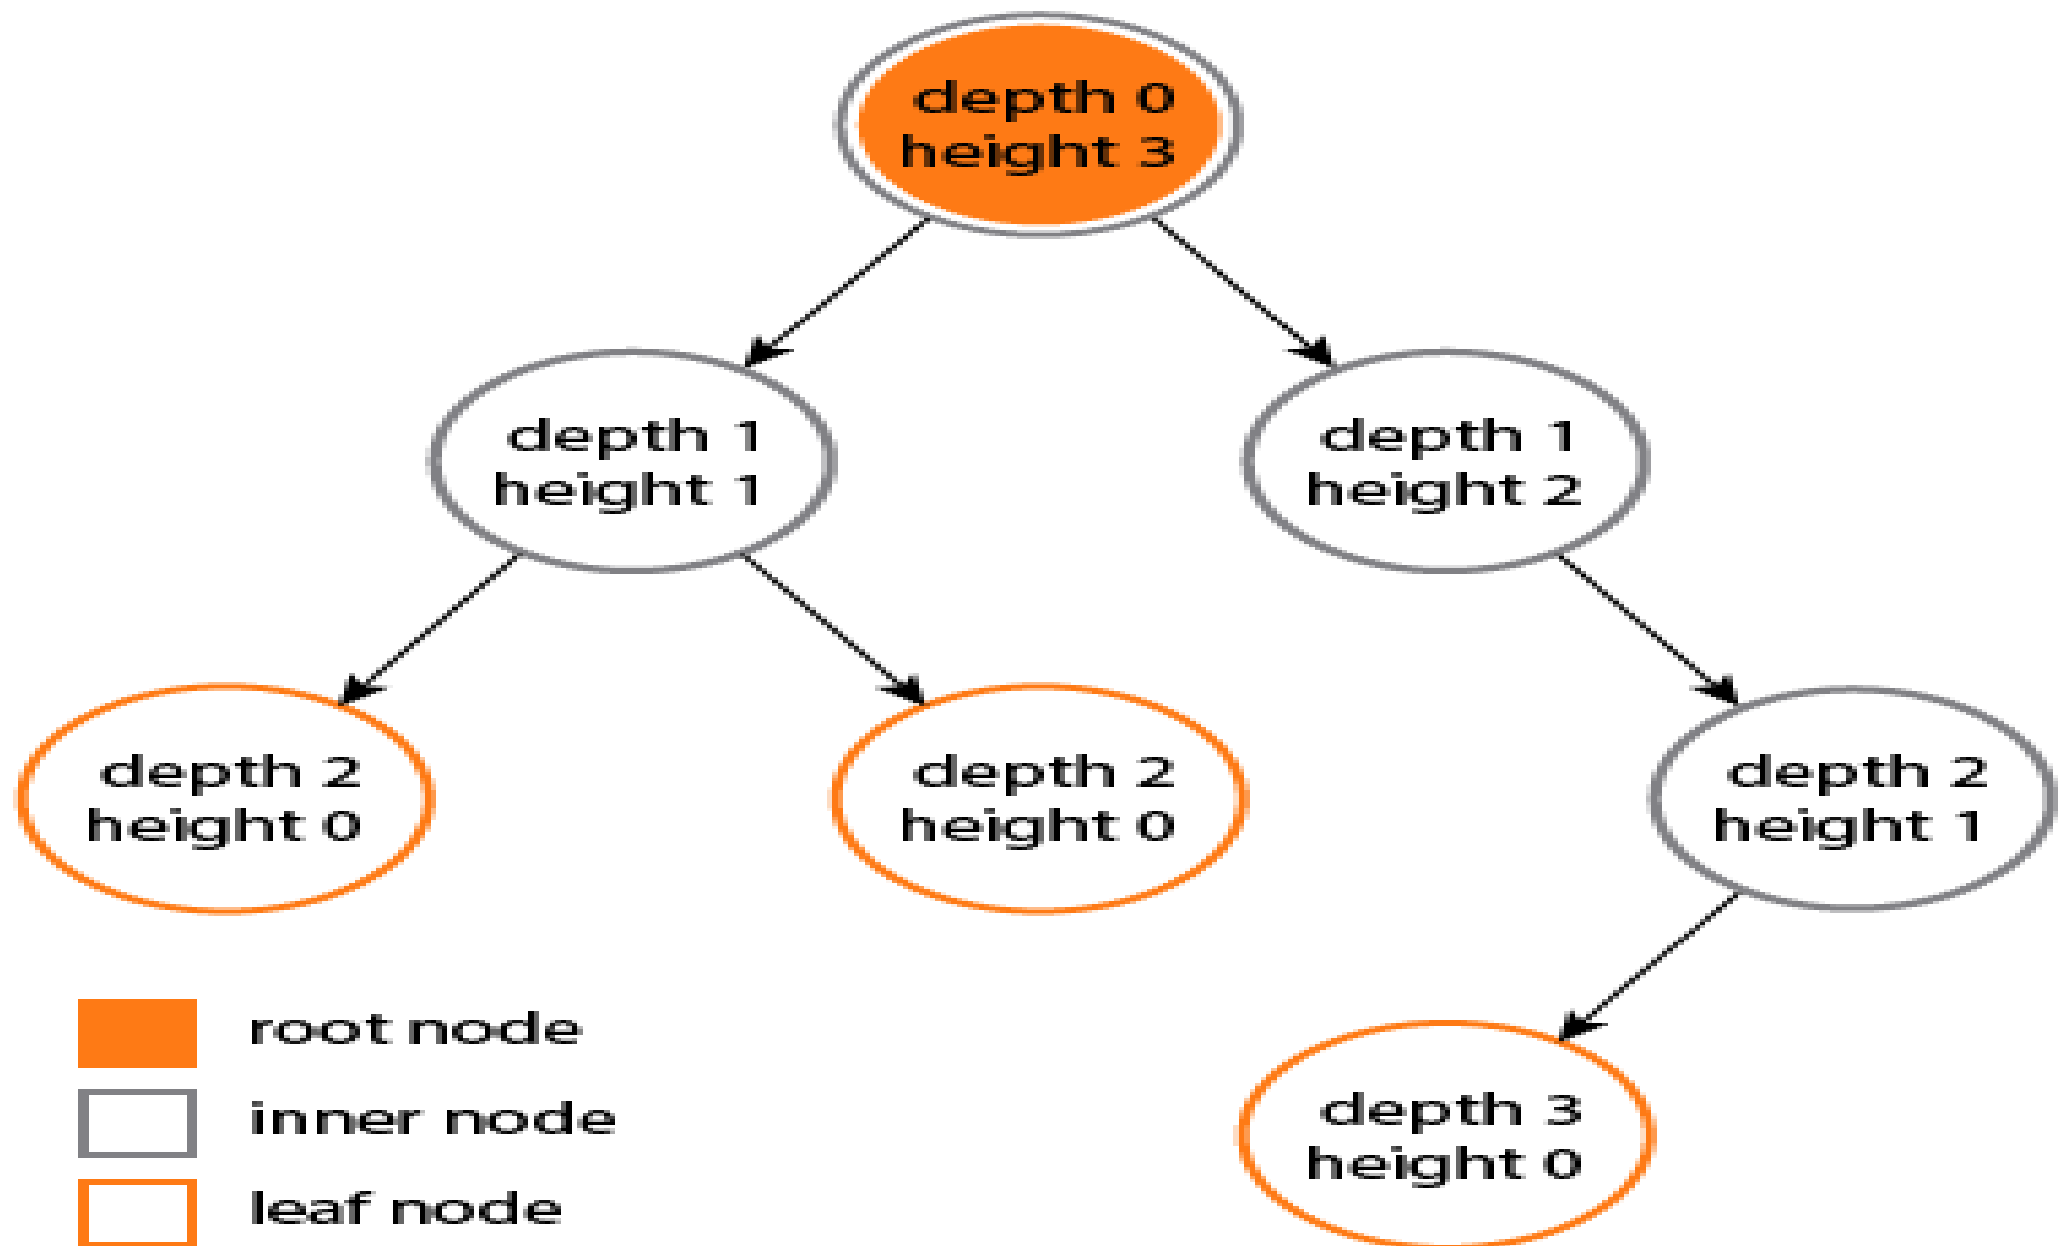 depth 0
height 3
depth 1
height 1
depth 1
height 2
depth 2
height 0
depth 2
height 0
depth 2
height 1
depth 3
height 0
root node
inner node
leaf node